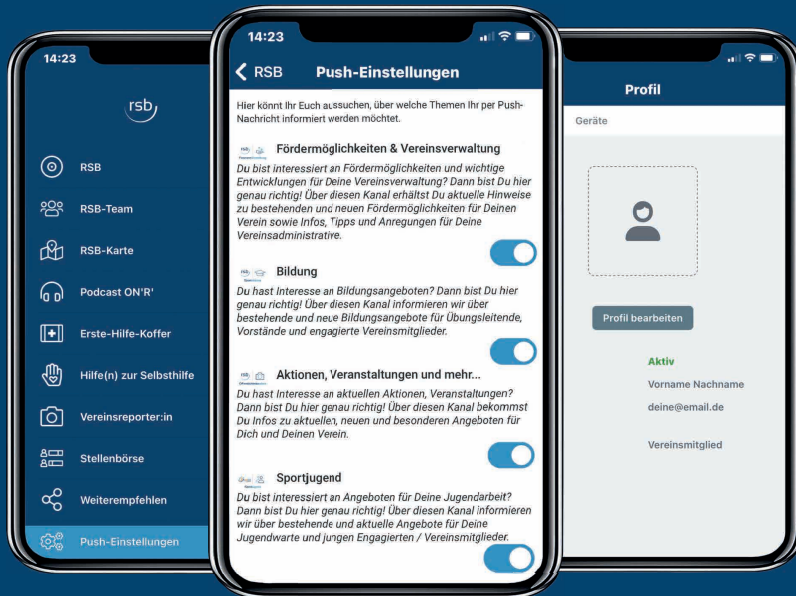 14:23
rsb
RSB
RSB-Team
RSB-Karte
Podcast ON'R'
Erste-Hilfe-Koffer
Hilfe(n) zur Selbsthilfe
Vereinsreporter:in
Stellenbörse
Weiterempfehlen
Push-Einstellungen
14:23
RSB Push-Einstellungen
Hier könnt Ihr Euch aussuchen, über welche Themen Ihr per Push-
Nachricht informiert werden möchtet.
rsb Fördermöglichkeiten & Vereinsverwaltung
Du bist interessiert an Fördermöglichkeiten und wichtige
Entwicklungen für Deine Vereinsverwaltung? Dann bist Du hier
genau richtig! Über diesen Kanal erhältst Du aktuelle Hinweise
zu bestehenden und neuen Fördermöglichkeiten für Deinen
Verein sowie Infos, Tipps und Anregungen für Deine
Vereinsadministrative.
rsb Bildung
Du hast Interesse an Bildungsangeboten? Dann bist Du hier
genau richtig! Über diesen Kanal informieren wir über
bestehende und neue Bildungsangebote für Übungsleitende,
Vorstände und engagierte Vereinsmitglieder.
rsb Aktionen, Veranstaltungen und mehr...
Du hast Interesse an aktuellen Aktionen, Veranstaltungen?
Dann bist Du hier genau richtig! Über diesen Kanal bekommst
Du Infos zu aktuellen, neuen und besonderen Angeboten für
Dich und Deinen Verein.
Sportjugend
Du bist interessiert an Angeboten für Deine Jugendarbeit?
Dann bist Du hier genau richtig! Über diesen Kanal informieren
wir über bestehende und aktuelle Angebote für Deine
Jugendwarte und jungen Engagierten / Vereinsmitglieder.
Profil
Geräte
Profil bearbeiten
Aktiv
Vorname Nachname
deine@email.de
Vereinsmitglied